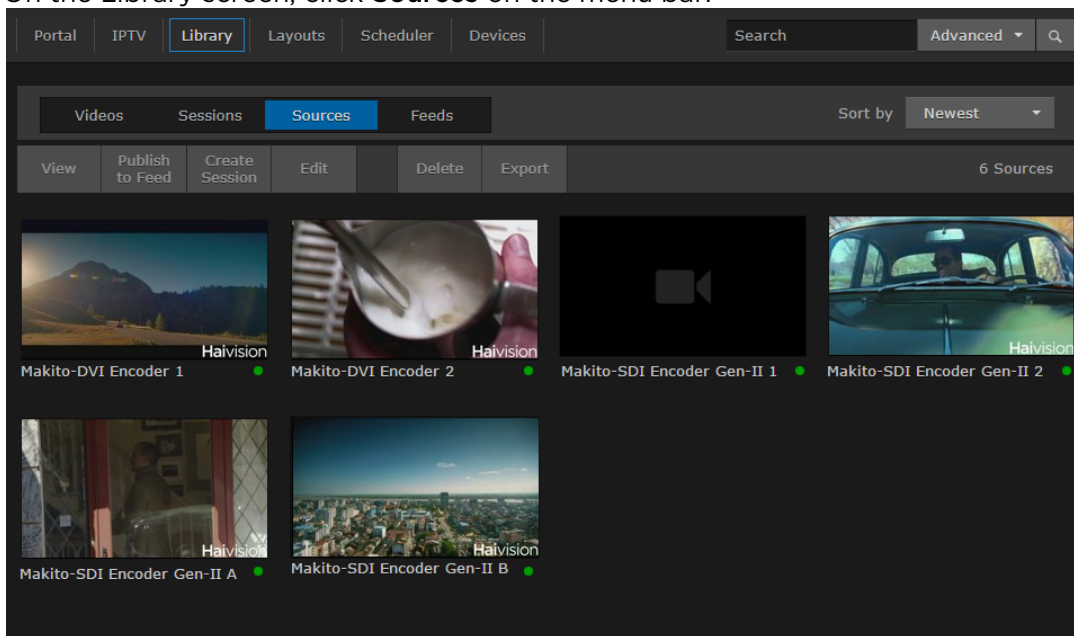 On the Library screen, click Sources on the menu bar.
Portal IPTV Library Layouts Scheduler Devices Search Advanced
Videos Sessions Sources Feeds Sort by Newest
View Publish to Feed Create Session Edit Delete Export 6 Sources
Haivision Haivision Haivision
Makito-DVI Encoder 1 Makito-DVI Encoder 2 Makito-SDI Encoder Gen-II 1 Makito-SDI Encoder Gen-II 2
Haivision Haivision
Makito-SDI Encoder Gen-II A Makito-SDI Encoder Gen-II B